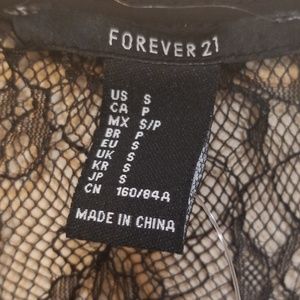 FOREVER 21
US S
CA P
MX S/P
BR P
EU S
UK S
KR S
JP S
CN 160/84A
MADE IN CHINA